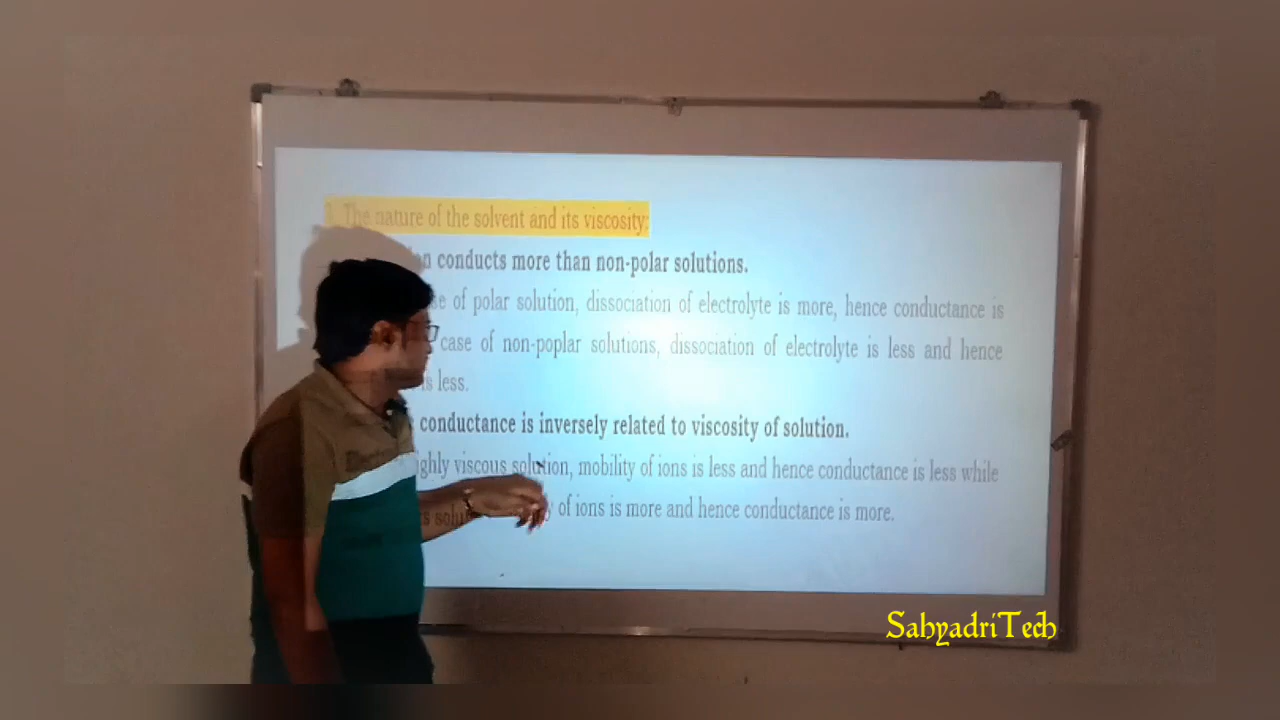 The nature of the solvent and its viscosity:
conducts more than non-polar solutions.
of polar solution, dissociation of electrolyte is more, hence conductance is
case of non-poplar solutions, dissociation of electrolyte is less and hence
is less.
conductance is inversely related to viscosity of solution.
viscous solution, mobility of ions is less and hence conductance is less while
of ions is more and hence conductance is more.
SahyadriTech